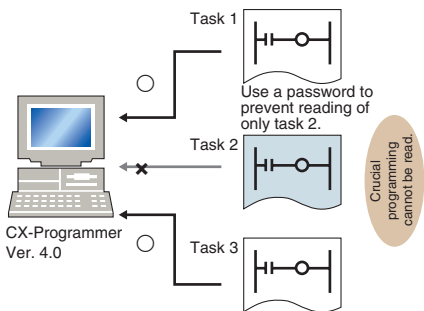 Task 1
Use a password to
prevent reading of
only task 2.
Task 2
Crucial
programming
cannot be read.
CX-Programmer
Ver. 4.0
Task 3